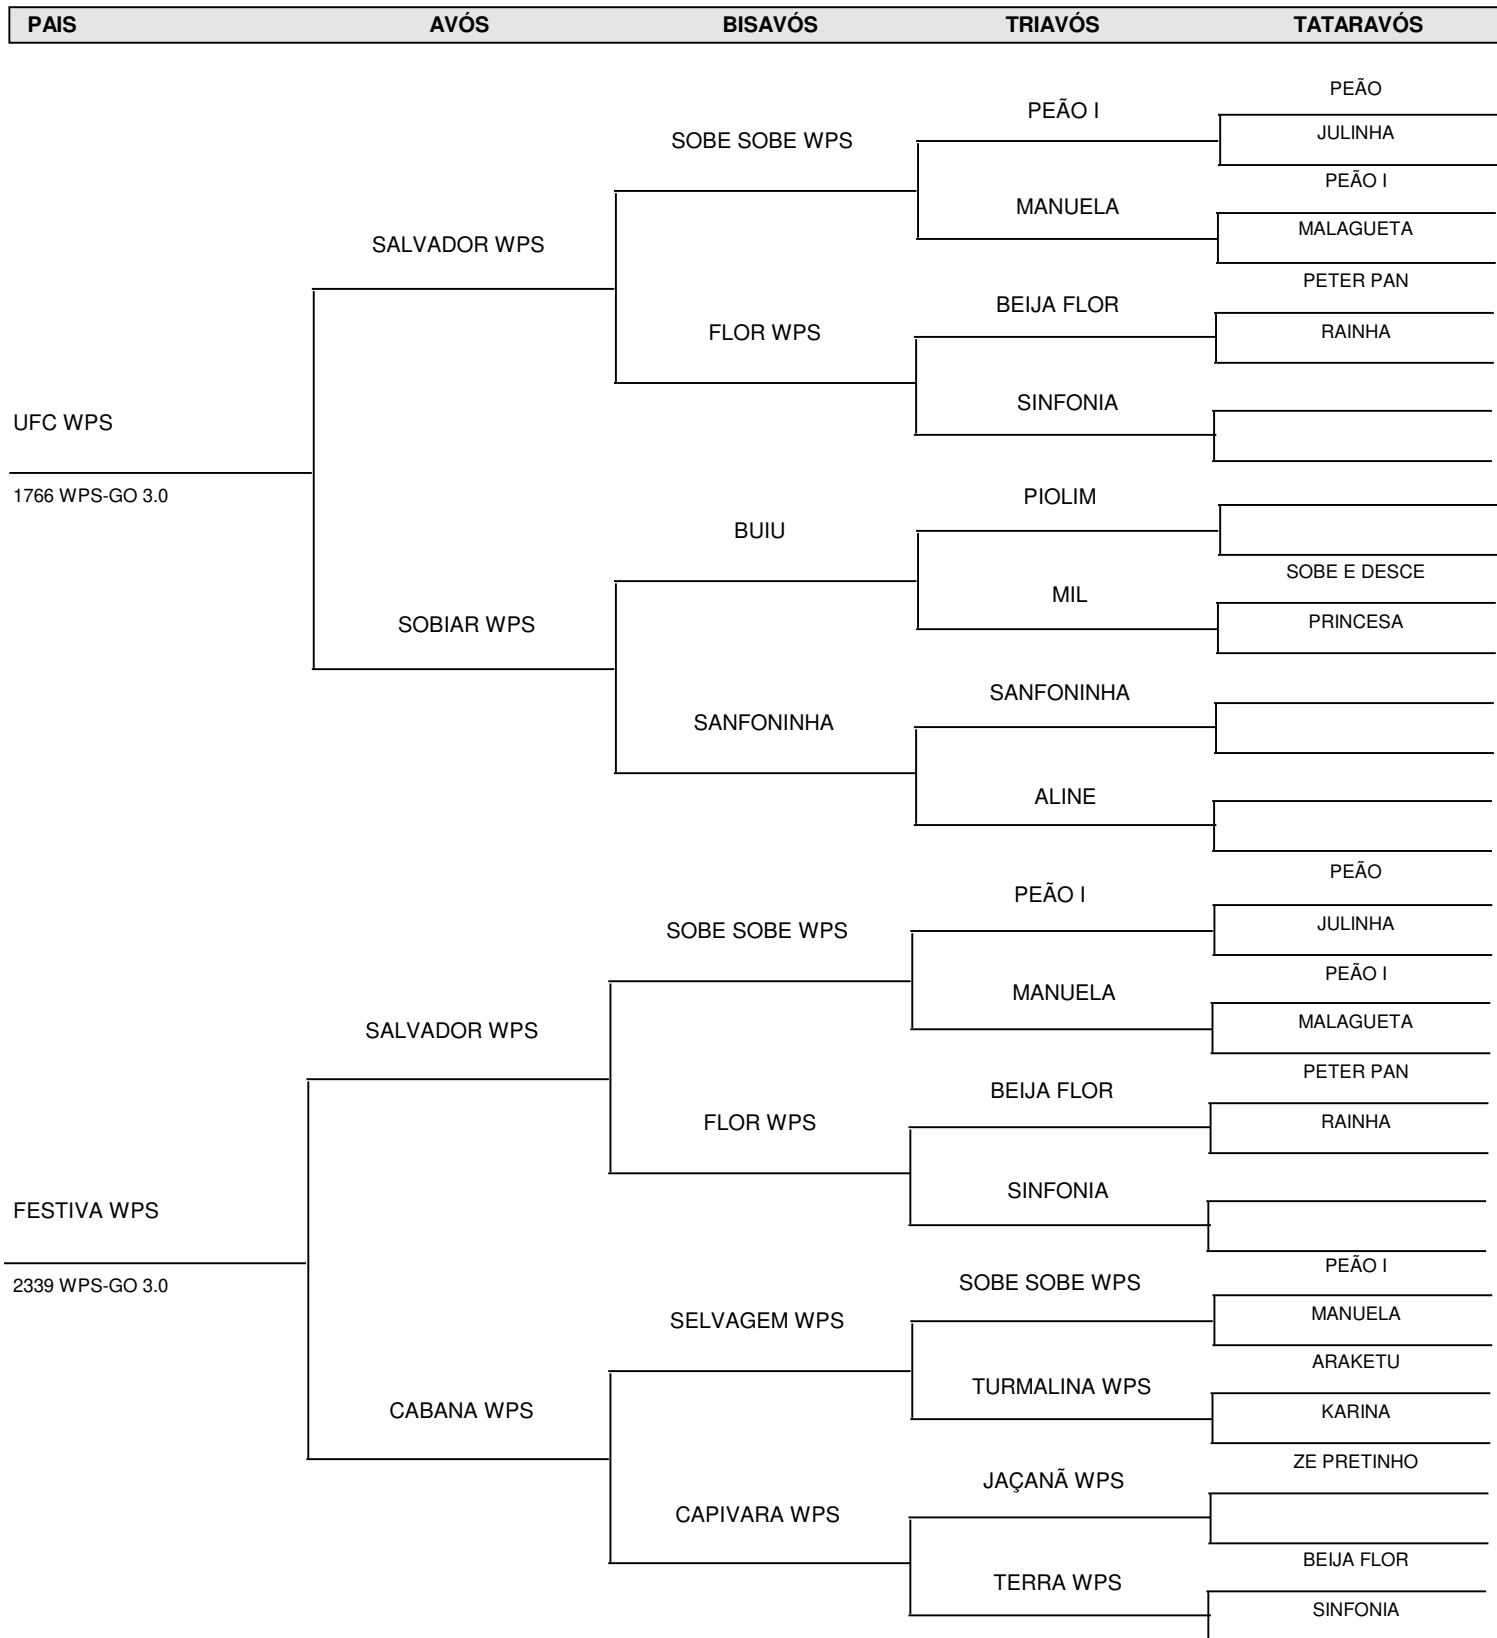 PAIS AVÓS BISAVÓS TRIAVÓS TATARAVÓS
PEÃO
PEÃO I
JULINHA
SOBE SOBE WPS
PEÃO I
MANUELA
MALAGUETA
SALVADOR WPS
PETER PAN
BEIJA FLOR
FLOR WPS
RAINHA
SINFONIA
UFC WPS
1766 WPS-GO 3.0
PIOLIM
BUIU
SOBE E DESCE
MIL
PRINCESA
SOBIAR WPS
SANFONINHA
SANFONINHA
ALINE
PEÃO
PEÃO I
JULINHA
SOBE SOBE WPS
PEÃO I
MANUELA
MALAGUETA
SALVADOR WPS
PETER PAN
BEIJA FLOR
FLOR WPS
RAINHA
SINFONIA
FESTIVA WPS
PEÃO I
2339 WPS-GO 3.0
SOBE SOBE WPS
MANUELA
SELVAGEM WPS
ARAKETU
TURMALINA WPS
CABANA WPS
KARINA
ZE PRETINHO
JAÇANÃ WPS
CAPIVARA WPS
BEIJA FLOR
TERRA WPS
SINFONIA